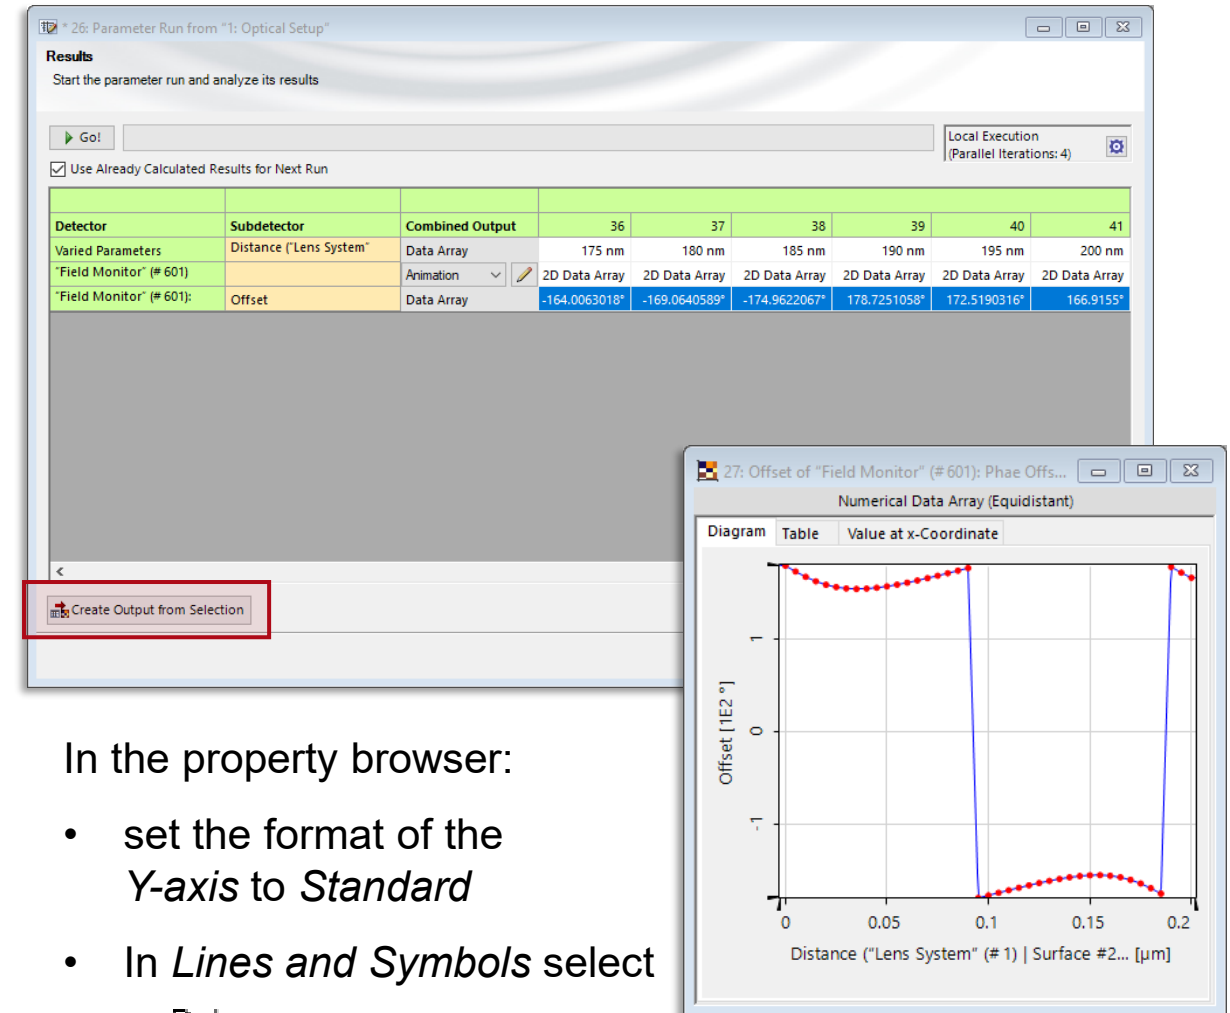 * 26: Parameter Run from "1: Optical Setup"
Results
Start the parameter run and analyze its results
Go!
Local Execution
(Parallel Iterations: 4)
Use Already Calculated Results for Next Run
Detector Subdetector Combined Output 36 37 38 39 40 41
Varied Parameters Distance ("Lens System" Data Array 175 nm 180 nm 185 nm 190 nm 195 nm 200 nm
"Field Monitor" (# 601) Animation 2D Data Array 2D Data Array 2D Data Array 2D Data Array 2D Data Array 2D Data Array
"Field Monitor" (# 601): Offset Data Array -164.0063018° -169.0640589° -174.9622067° 178.7251058° 172.5190316° 166.9155°
Create Output from Selection
27: Offset of "Field Monitor" (# 601): Phae Offs...
Numerical Data Array (Equidistant)
Diagram Table Value at x-Coordinate
1
0
-1
Offset [1E2 °]
0 0.05 0.1 0.15 0.2
Distance ("Lens System" (# 1) | Surface #2... [µm]
In the property browser:
• set the format of the
Y-axis to Standard
• In Lines and Symbols select